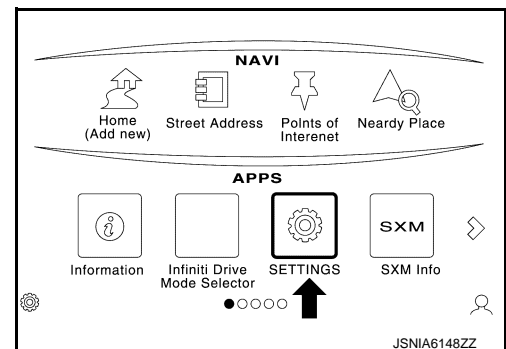 NAVI
Home
(Add new)
Street Address
Polnts of
Interenet
Neardy Place
APPS
i
SXM
Information
Infiniti Drive
Mode Selector
SETTINGS
SXM Info
JSNIA6148ZZ